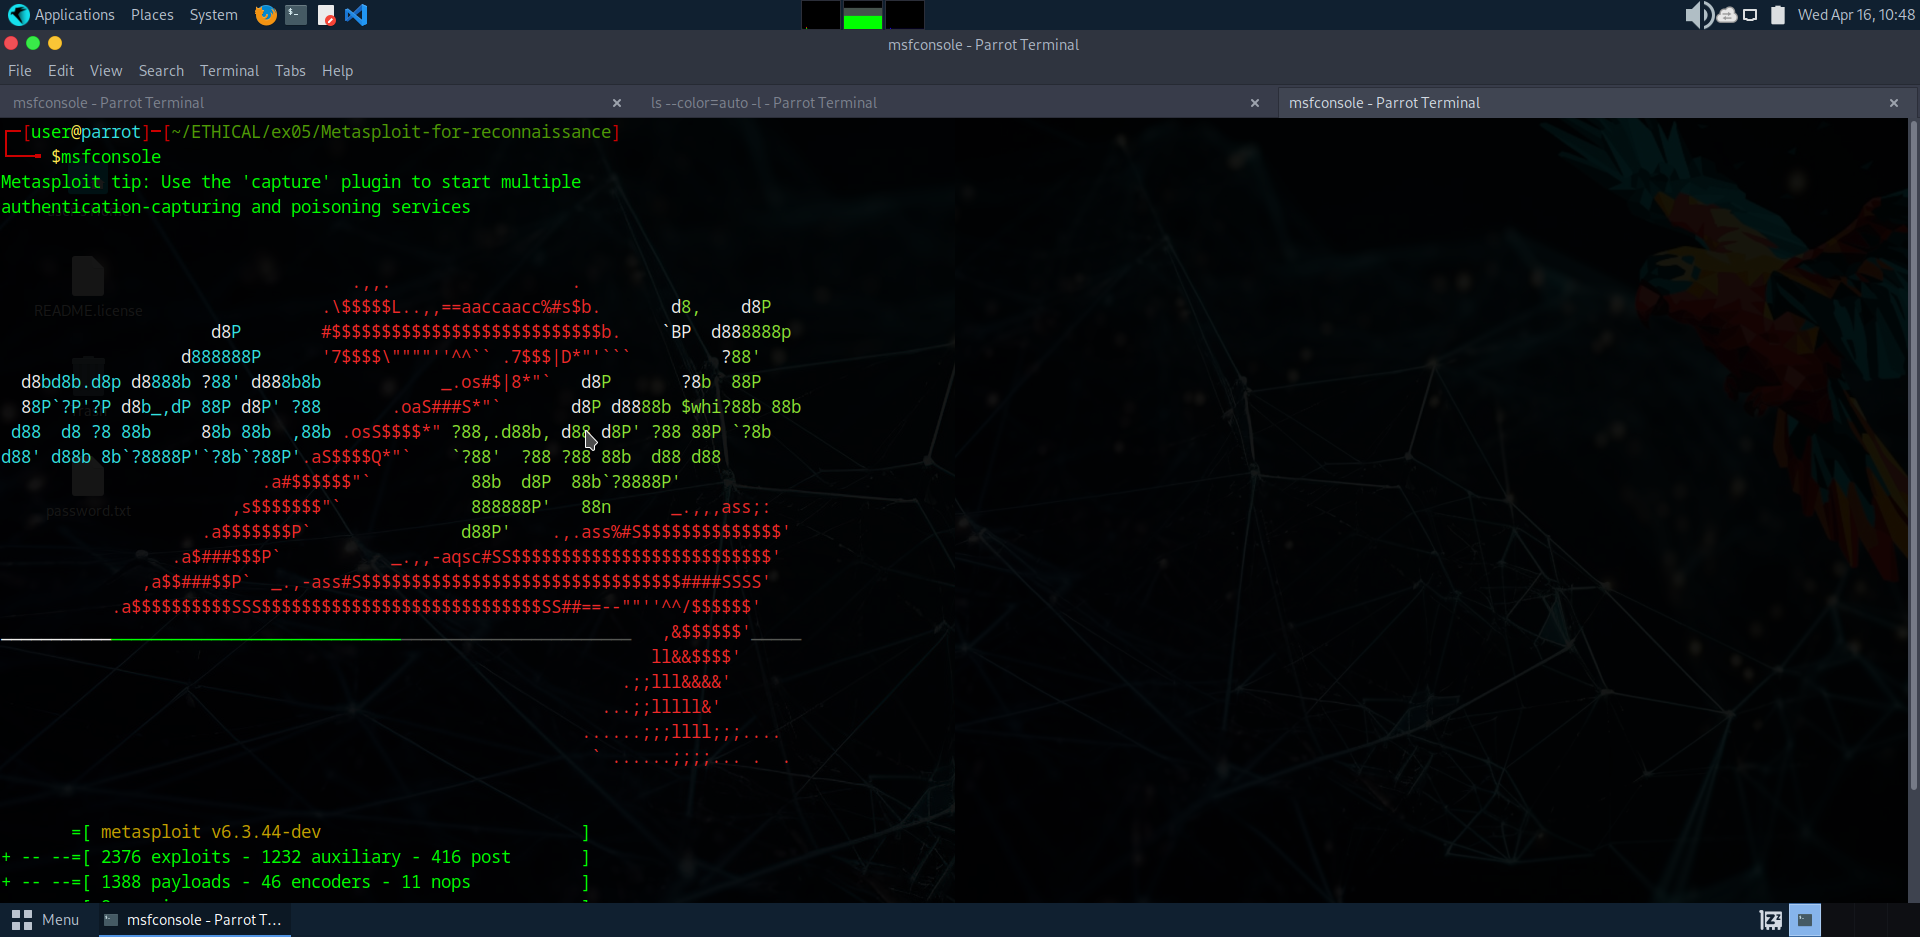 Applications Places System Wed Apr 16, 10:48
msfconsole - Parrot Terminal
File Edit View Search Terminal Tabs Help
msfconsole - Parrot Terminal × ls --color=auto -l - Parrot Terminal × msfconsole - Parrot Terminal ×
┌─[user@parrot]─[~/ETHICAL/ex05/Metasploit-for-reconnaissance]
└──╼ $msfconsole
Metasploit tip: Use the 'capture' plugin to start multiple
authentication-capturing and poisoning services
README.license
                                   .,,.                  .
                                .\$$$$$L..,,==aaccaacc%#s$b.       d8,    d8P
                     d8P        #$$$$$$$$$$$$$$$$$$$$$$$$$$$b.    `BP  d888888p
                  d888888P      '7$$$$\""""''^^`` .7$$$|D*"'```         ?88'
  d8bd8b.d8p d8888b ?88' d888b8b            _.os#$|8*"`   d8P       ?8b  88P
  88P`?P'?P d8b_,dP 88P d8P' ?88       .oaS###S*"`       d8P d8888b $whi?88b 88b
 d88  d8 ?8 88b     88b 88b  ,88b .osS$$$$*" ?88,.d88b, d88 d8P' ?88 88P `?8b
d88' d88b 8b`?8888P'`?8b`?88P'.aS$$$$Q*"`    `?88'  ?88 ?88 88b  d88 d88
                          .a#$$$$$$"`          88b  d8P  88b`?8888P'
                       ,s$$$$$$$"`             888888P'   88n      _.,,,ass;:
                    .a$$$$$$$P`               d88P'    .,.ass%#S$$$$$$$$$$$$$$'
                 .a$###$$$P`           _.,,-aqsc#SS$$$$$$$$$$$$$$$$$$$$$$$$$$'
              ,a$$###$$P`  _.,-ass#S$$$$$$$$$$$$$$$$$$$$$$$$$$$$$$$$####SSSS'
           .a$$$$$$$$$$SSS$$$$$$$$$$$$$$$$$$$$$$$$$$$$SS##==--""''^^/$$$$$$'
_______________________________________________________________   ,&$$$$$$'_____
                                                                 ll&&$$$$'
                                                              .;;lll&&&&'
                                                            ...;;lllll&'
                                                          ......;;;llll;;;....
                                                           ` ......;;;;... .  .
password.txt
       =[ metasploit v6.3.44-dev                          ]
+ -- --=[ 2376 exploits - 1232 auxiliary - 416 post       ]
+ -- --=[ 1388 payloads - 46 encoders - 11 nops           ]
Menu msfconsole - Parrot T...